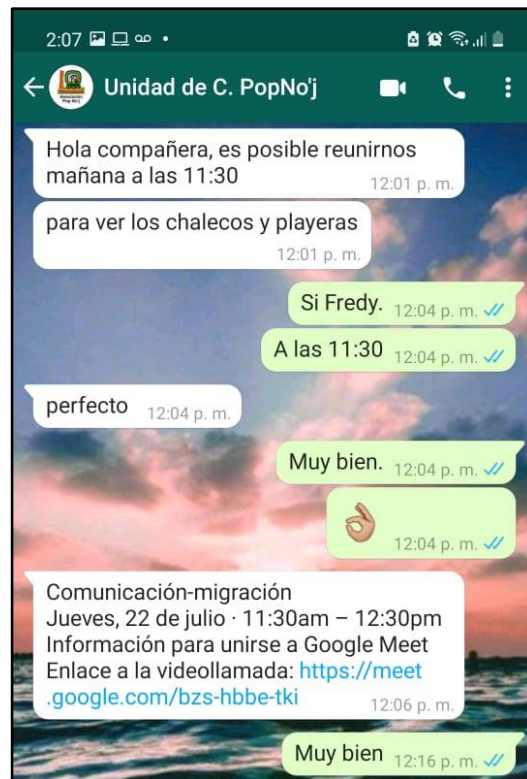 2:07
Unidad de C. PopNo'j
Hola compañera, es posible reunirnos
mañana a las 11:30
12:01 p. m.
para ver los chalecos y playeras
12:01 p. m.
Si Fredy. 12:04 p. m.
A las 11:30 12:04 p. m.
perfecto 12:04 p. m.
Muy bien. 12:04 p. m.
👌🏽
12:04 p. m.
Comunicación-migración
Jueves, 22 de julio · 11:30am – 12:30pm
Información para unirse a Google Meet
Enlace a la videollamada: https://meet
.google.com/bzs-hbbe-tki
12:06 p. m.
Muy bien 12:16 p. m.